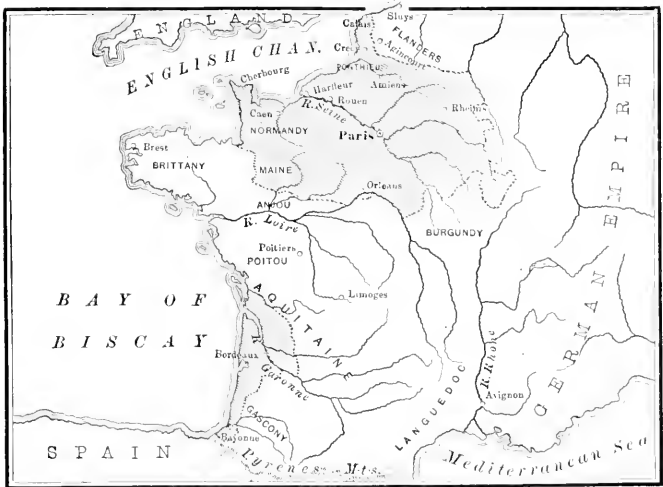 ENGLAND
ENGLISH CHAN.
Calais
Sluys
FLANDERS
Crecy
Agincourt
PONTHIEU
Cherbourg
Harfleur
Amiens
R. Seine
Rouen
Rheims
Caen
NORMANDY
Paris
Brest
BRITTANY
MAINE
Orleans
ANJOU
R. Loire
BURGUNDY
Poitiers
POITOU
GERMAN EMPIRE
BAY OF
BISCAY
AQUITAINE
Limoges
Bordeaux
R. Garonne
R. Rhone
Avignon
LANGUEDOC
GASCONY
Bayonne
SPAIN
Pyrenes Mts.
Mediterranean Sea